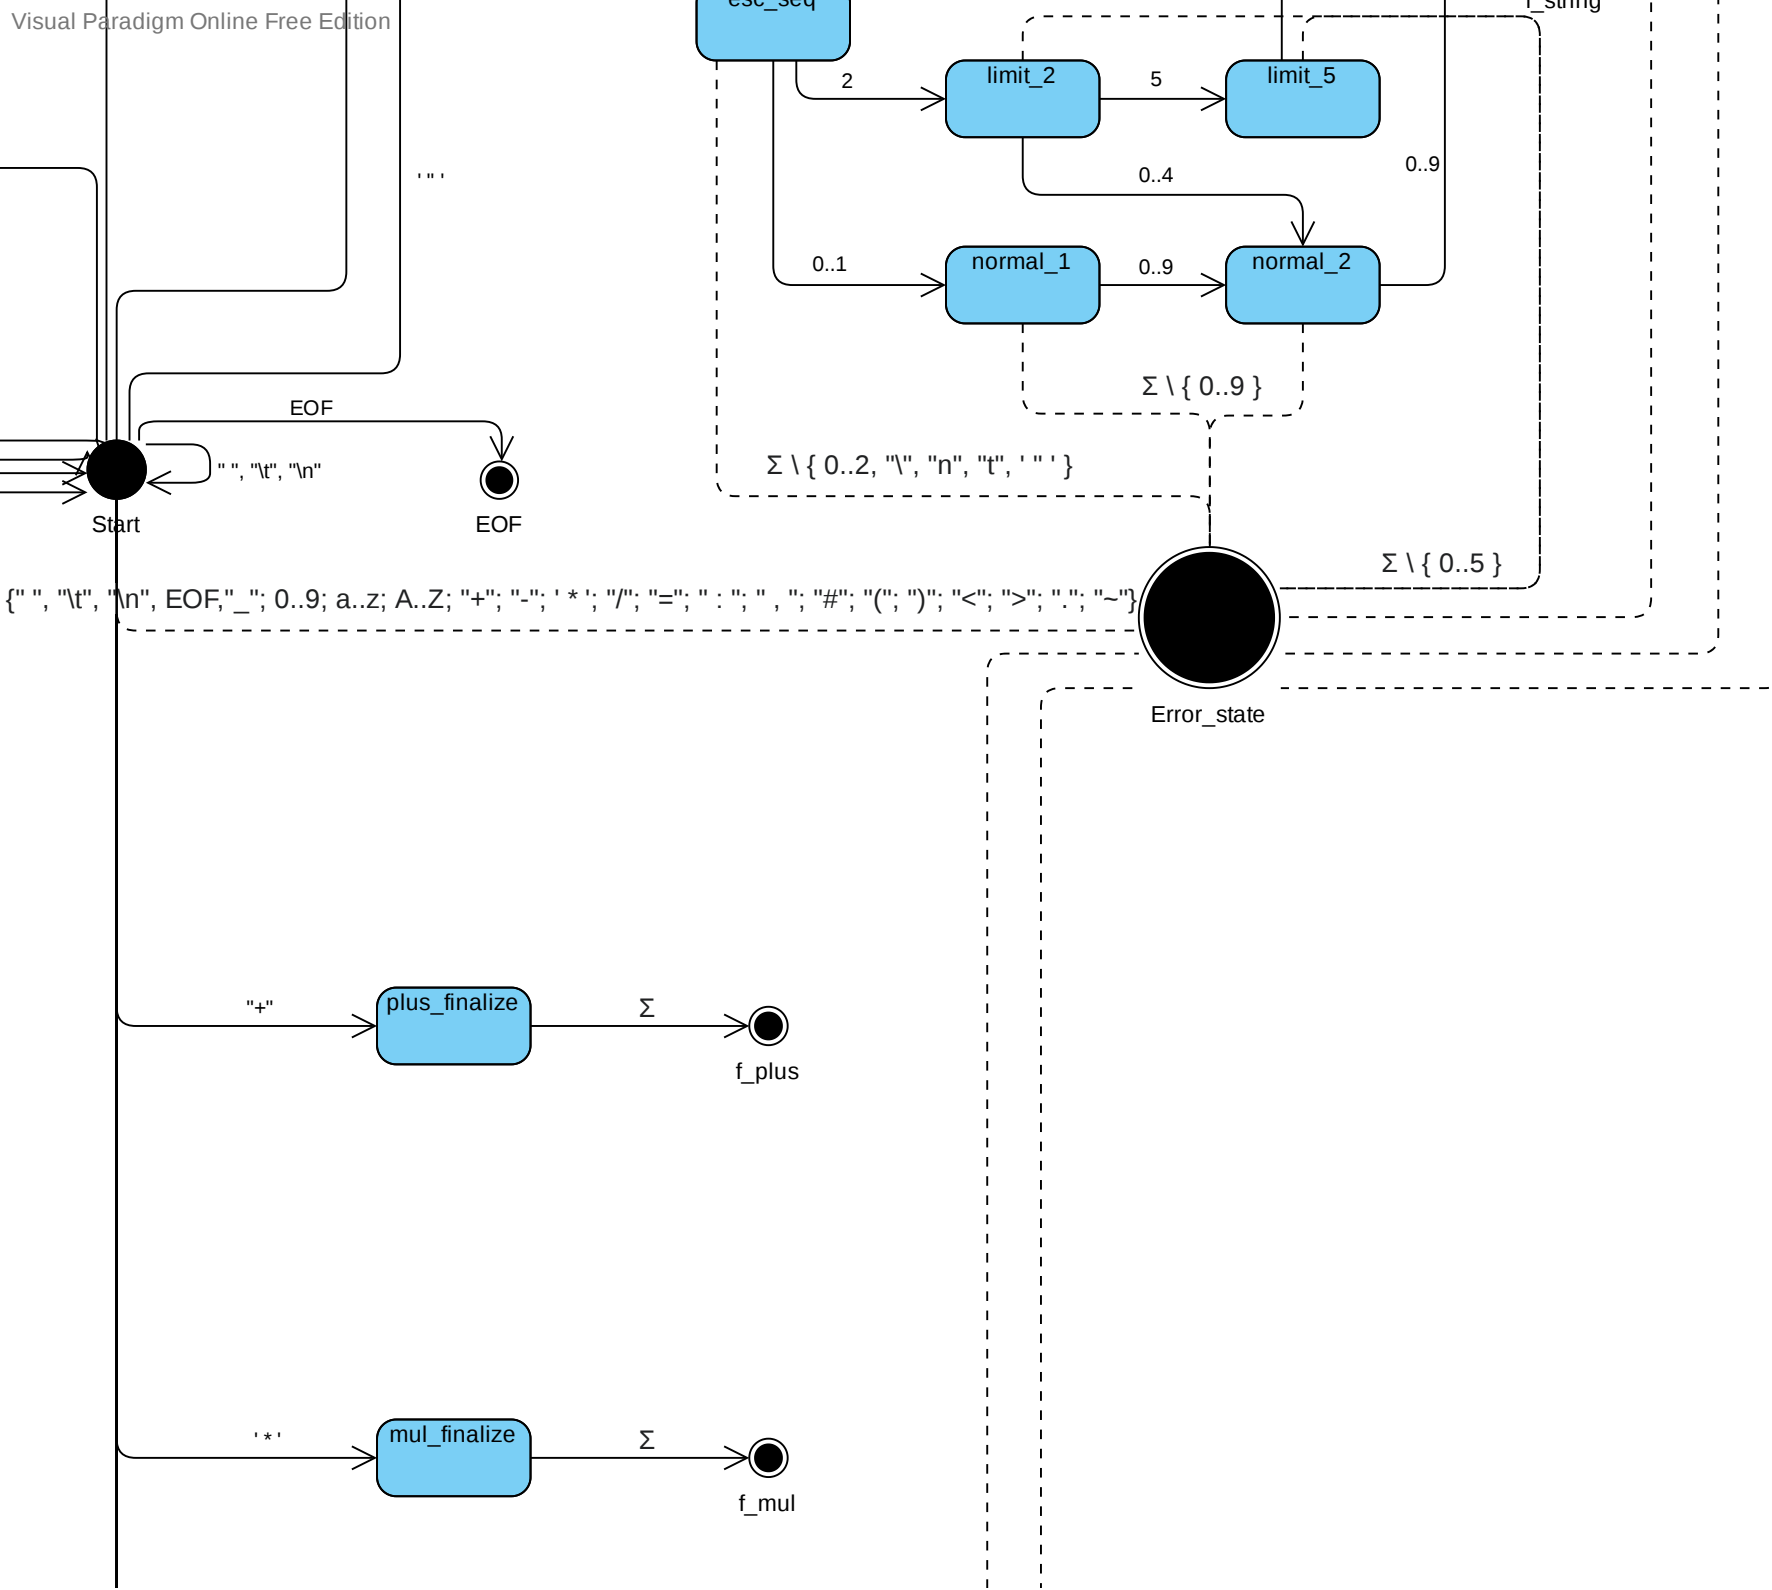 Visual Paradigm Online Free Edition
esc_seq
f_string
limit_2
limit_5
2
5
0..9
0..4
' " '
normal_1
normal_2
0..1
0..9
Σ \ { 0..9 }
EOF
" ", "\t", "\n"
Σ \ { 0..2, "\", "n", "t", ' " ' }
Start
EOF
Σ \ { 0..5 }
{" ", "\t", "\n", EOF,"_"; 0..9; a..z; A..Z; "+"; "-"; ' * '; "/"; "="; " : "; " , "; "#"; "("; ")"; "<"; ">"; "."; "~"}
Error_state
"+"
plus_finalize
Σ
f_plus
' * '
mul_finalize
Σ
f_mul